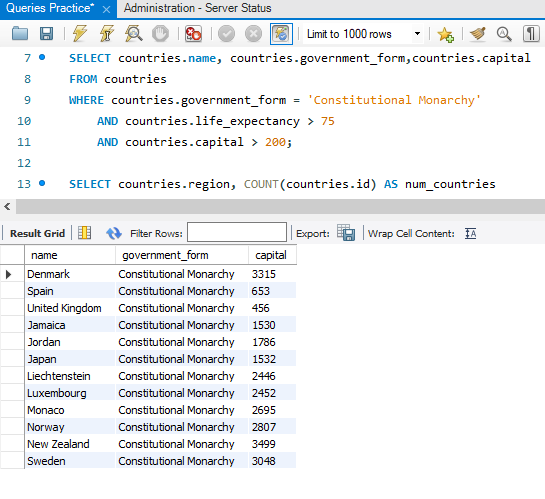 Queries Practice* × Administration - Server Status
Limit to 1000 rows
7 SELECT countries.name, countries.government_form,countries.capital
8 FROM countries
9 WHERE countries.government_form = 'Constitutional Monarchy'
10 AND countries.life_expectancy > 75
11 AND countries.capital > 200;
12
13 SELECT countries.region, COUNT(countries.id) AS num_countries
Result Grid Filter Rows: Export: Wrap Cell Content: IA
name government_form capital
Denmark Constitutional Monarchy 3315
Spain Constitutional Monarchy 653
United Kingdom Constitutional Monarchy 456
Jamaica Constitutional Monarchy 1530
Jordan Constitutional Monarchy 1786
Japan Constitutional Monarchy 1532
Liechtenstein Constitutional Monarchy 2446
Luxembourg Constitutional Monarchy 2452
Monaco Constitutional Monarchy 2695
Norway Constitutional Monarchy 2807
New Zealand Constitutional Monarchy 3499
Sweden Constitutional Monarchy 3048